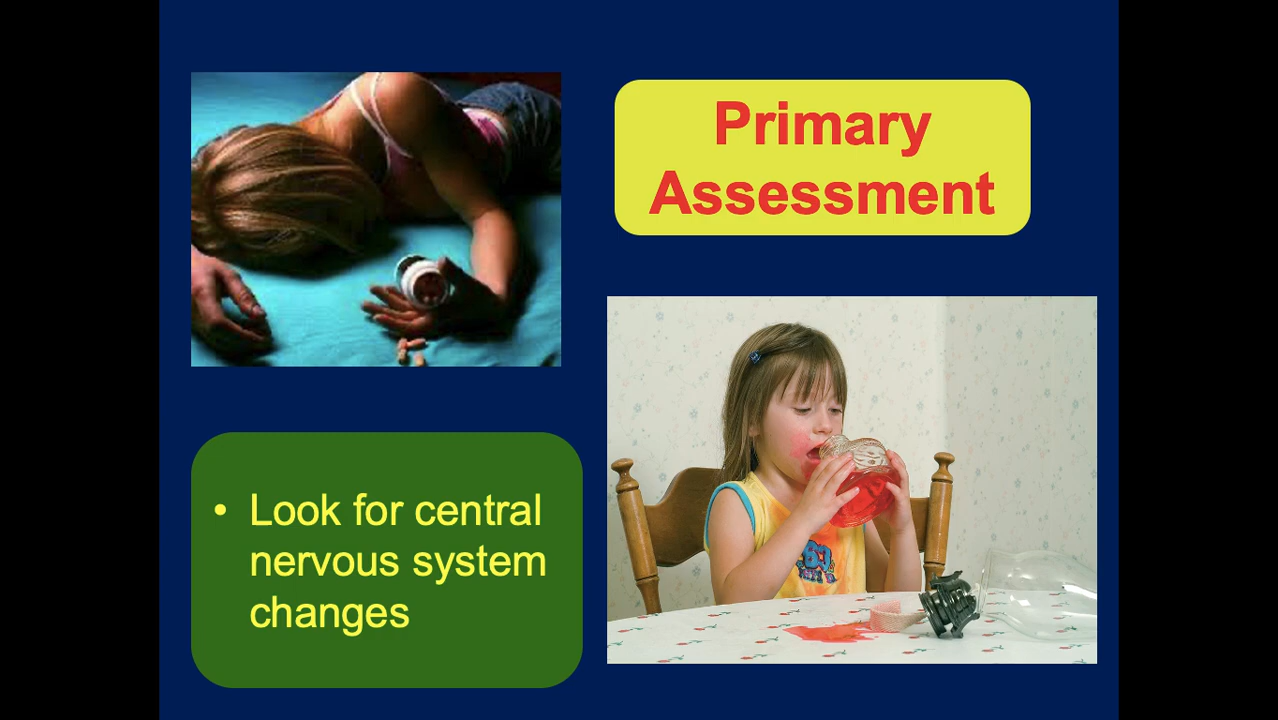 Primary
Assessment
• Look for central
nervous system
changes